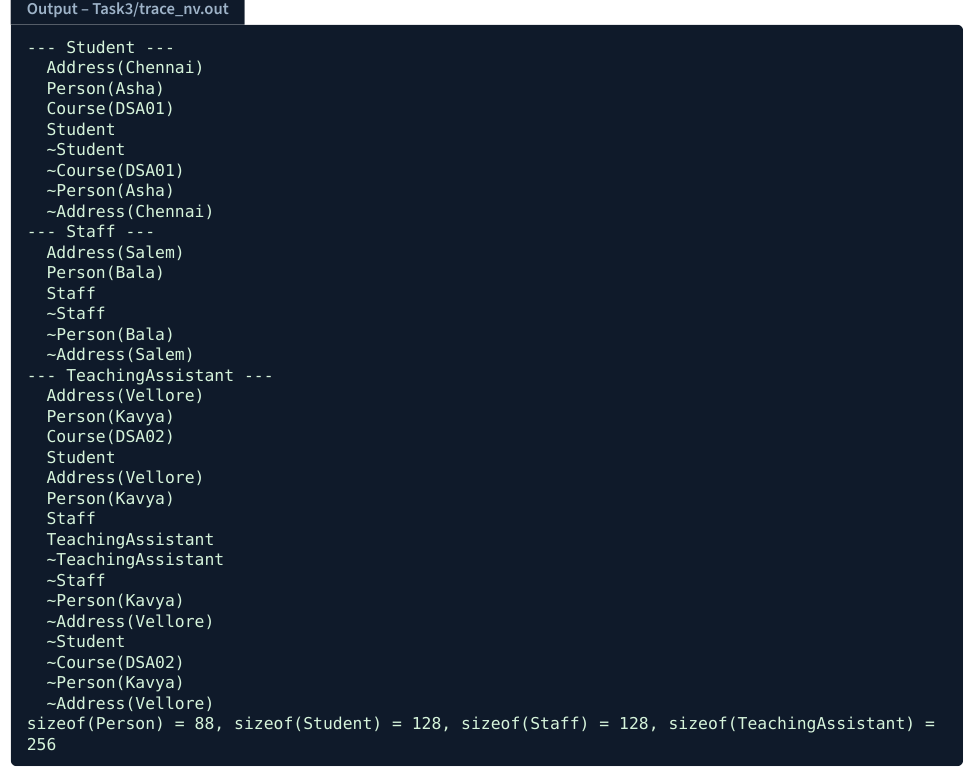 Output – Task3/trace_nv.out
--- Student ---
  Address(Chennai)
  Person(Asha)
  Course(DSA01)
  Student
  ~Student
  ~Course(DSA01)
  ~Person(Asha)
  ~Address(Chennai)
--- Staff ---
  Address(Salem)
  Person(Bala)
  Staff
  ~Staff
  ~Person(Bala)
  ~Address(Salem)
--- TeachingAssistant ---
  Address(Vellore)
  Person(Kavya)
  Course(DSA02)
  Student
  Address(Vellore)
  Person(Kavya)
  Staff
  TeachingAssistant
  ~TeachingAssistant
  ~Staff
  ~Person(Kavya)
  ~Address(Vellore)
  ~Student
  ~Course(DSA02)
  ~Person(Kavya)
  ~Address(Vellore)
sizeof(Person) = 88, sizeof(Student) = 128, sizeof(Staff) = 128, sizeof(TeachingAssistant) =
256